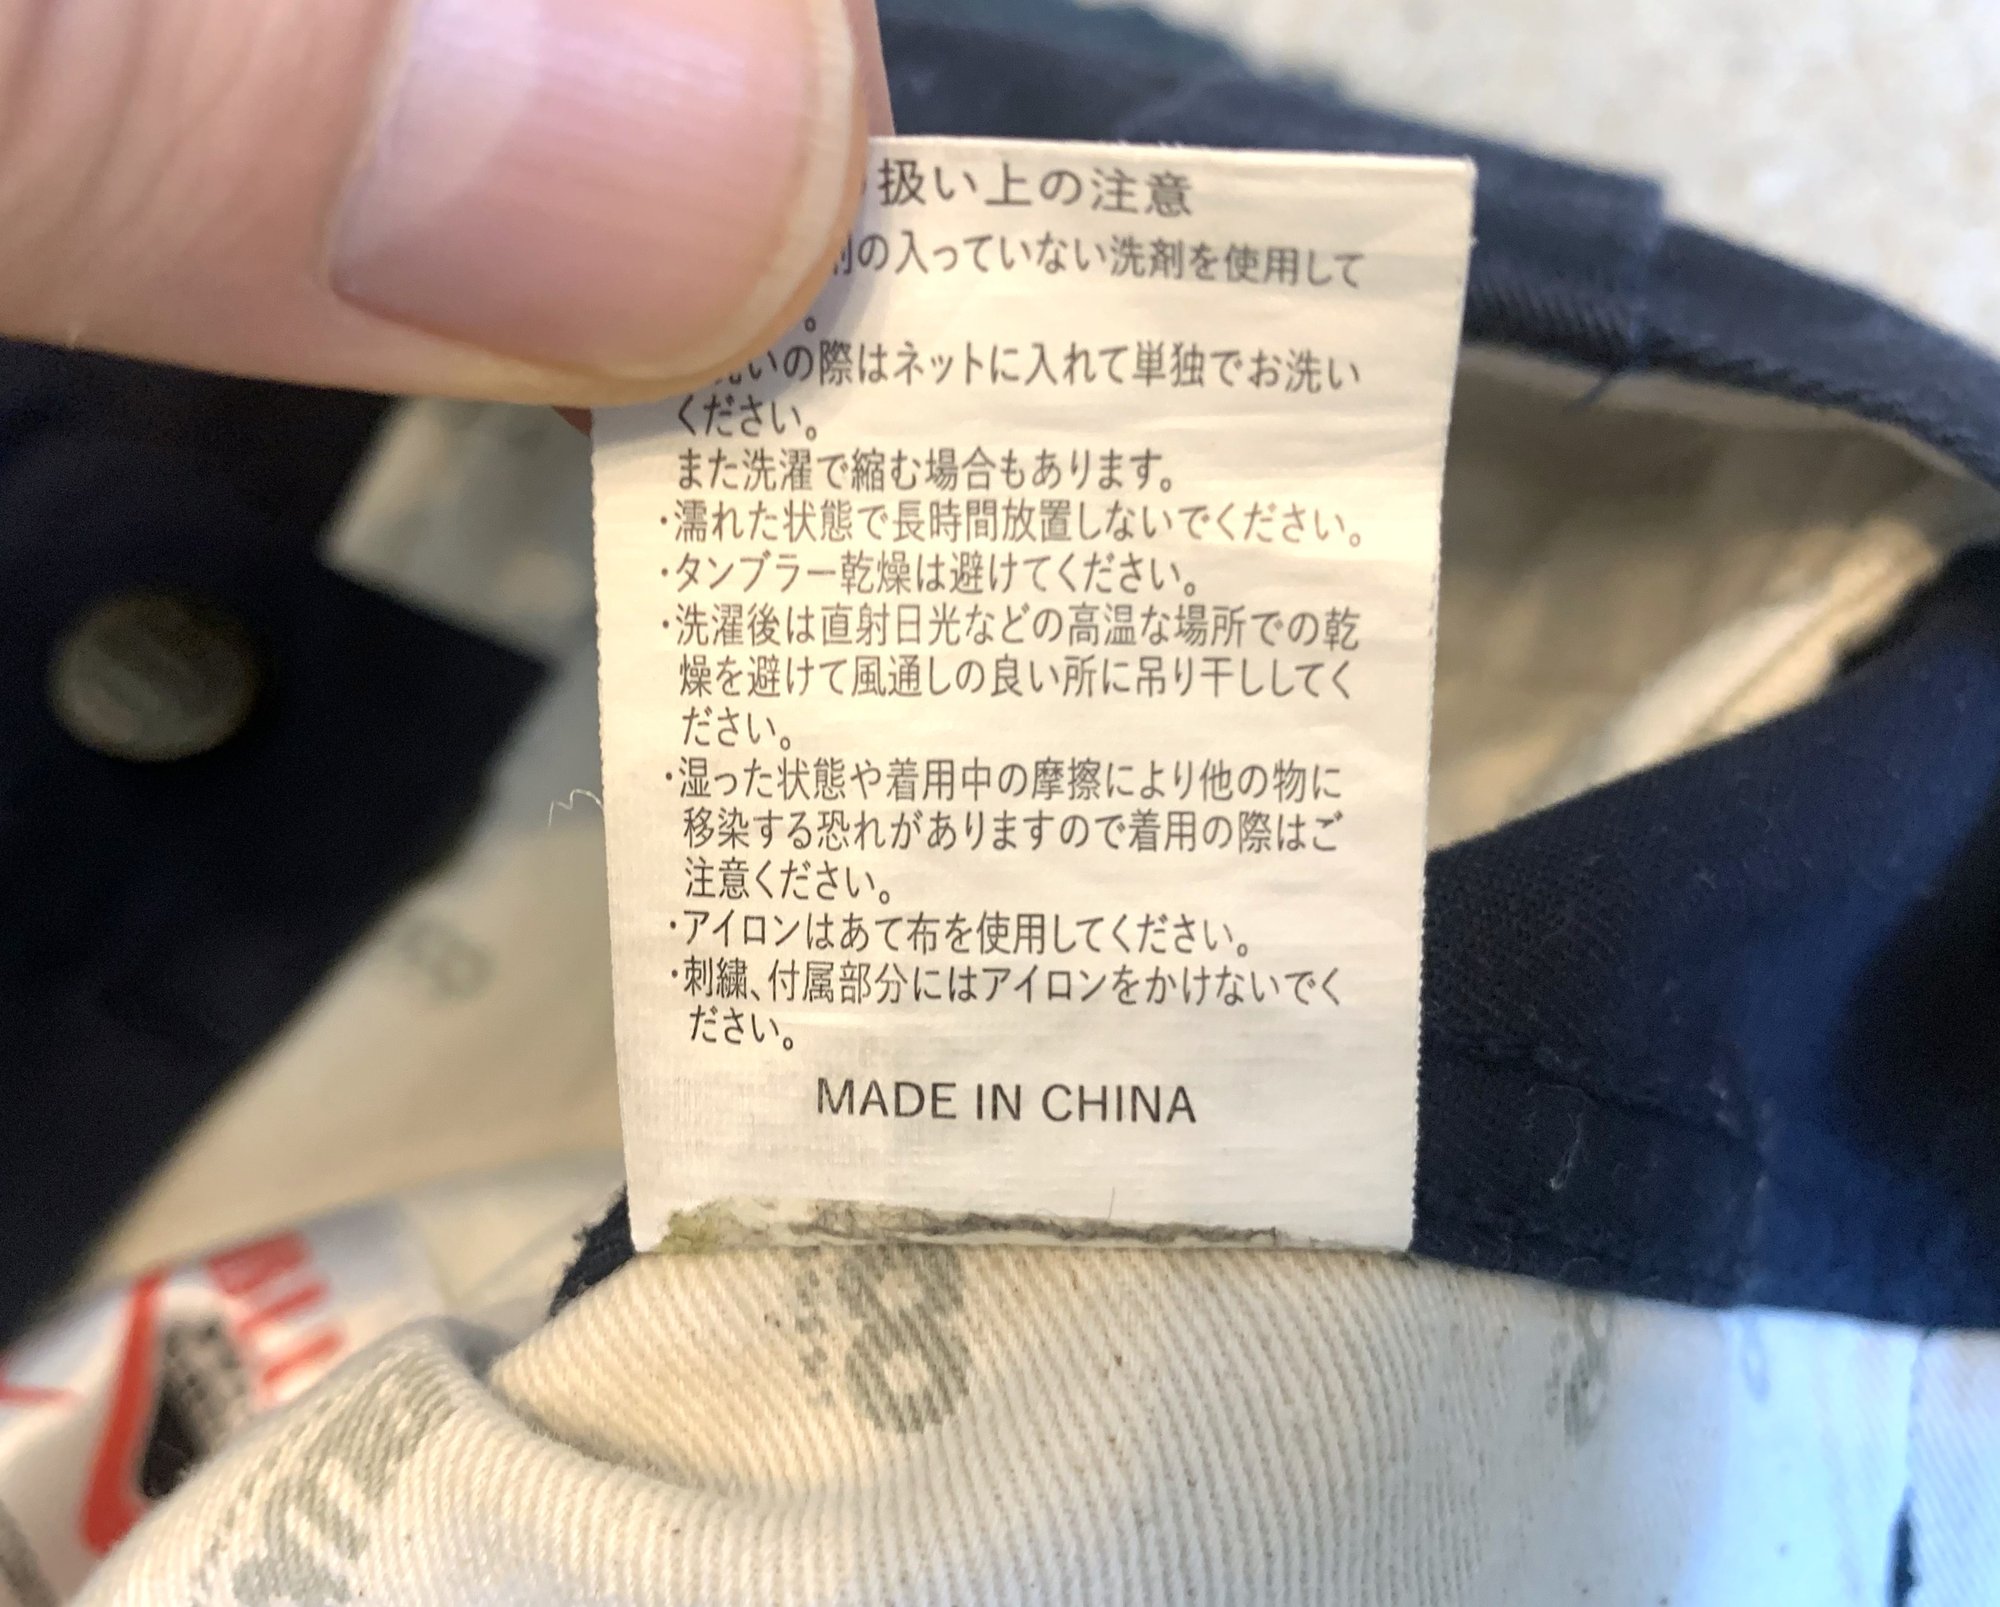 扱い上の注意
の入っていない洗剤を使用して
。
いの際はネットに入れて単独でお洗い
ください。
また洗濯で縮む場合もあります。
・濡れた状態で長時間放置しないでください。
・タンブラー乾燥は避けてください。
・洗濯後は直射日光などの高温な場所での乾
燥を避けて風通しの良い所に吊り干ししてく
ださい。
・湿った状態や着用中の摩擦により他の物に
移染する恐れがありますので着用の際はご
注意ください。
・アイロンはあて布を使用してください。
・刺繍、付属部分にはアイロンをかけないでく
ださい。
MADE IN CHINA